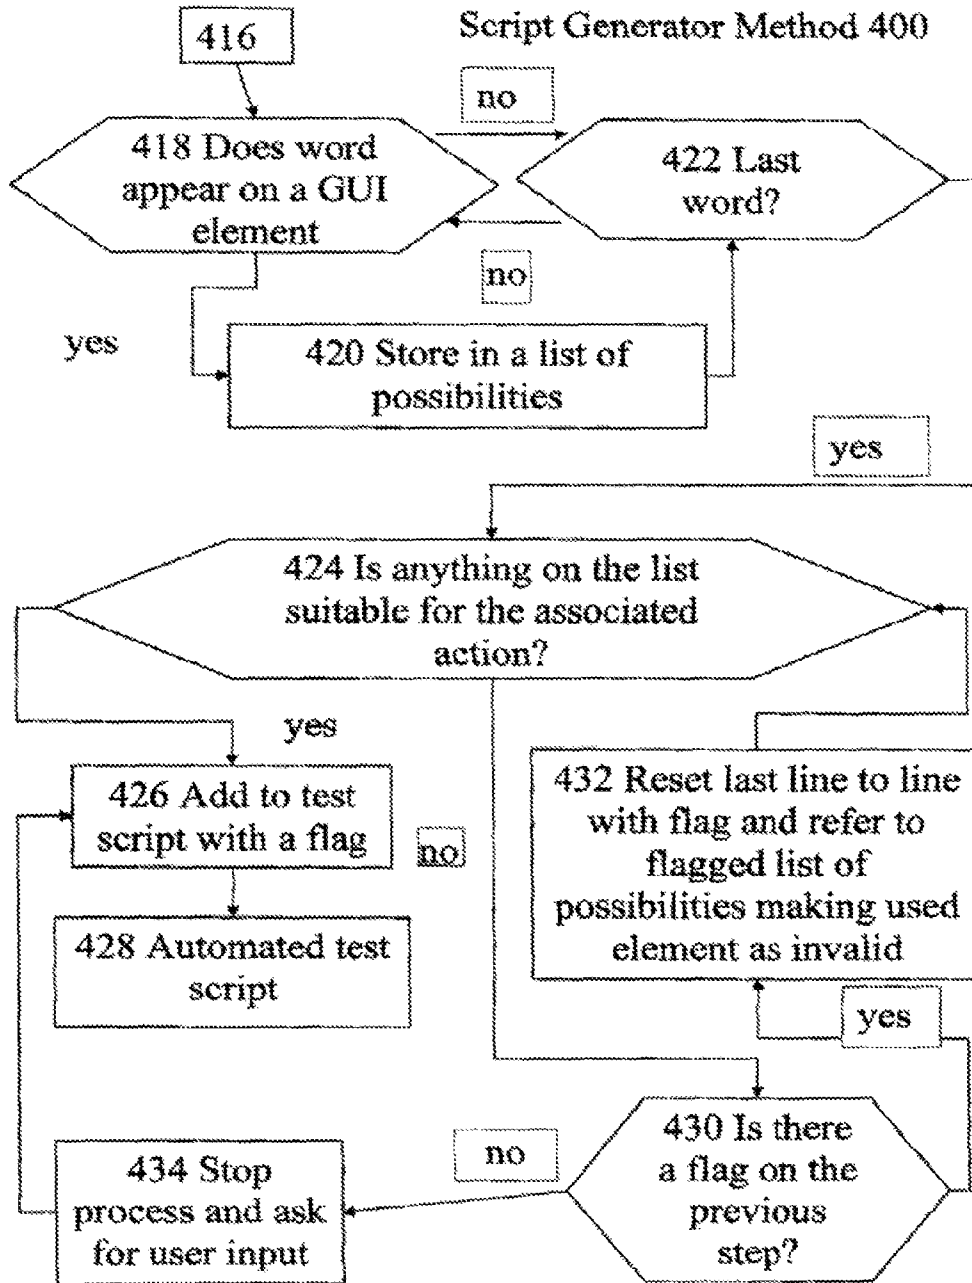 Script Generator Method 400
416
no
418 Does word
appear on a GUI
element
422 Last
word?
no
yes
420 Store in a list of
possibilities
yes
424 Is anything on the list
suitable for the associated
action?
yes
426 Add to test
script with a flag
no
432 Reset last line to line
with flag and refer to
flagged list of
possibilities making used
element as invalid
428 Automated test
script
yes
430 Is there
a flag on the
previous
step?
no
434 Stop
process and ask
for user input